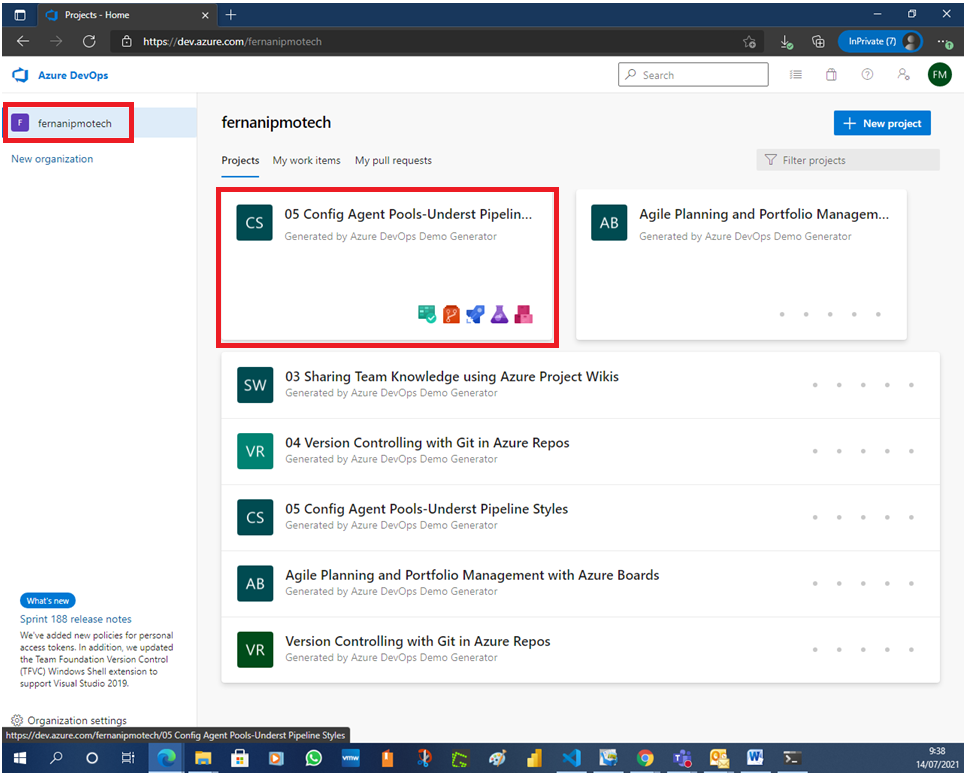 Projects - Home
https://dev.azure.com/fernanipmotech
InPrivate (7)
Azure DevOps
Search
FM
F fernanipmotech
New organization
fernanipmotech
New project
Projects My work items My pull requests
Filter projects
CS
05 Config Agent Pools-Underst Pipelin...
Generated by Azure DevOps Demo Generator
AB
Agile Planning and Portfolio Managem...
Generated by Azure DevOps Demo Generator
SW
03 Sharing Team Knowledge using Azure Project Wikis
Generated by Azure DevOps Demo Generator
VR
04 Version Controlling with Git in Azure Repos
Generated by Azure DevOps Demo Generator
CS
05 Config Agent Pools-Underst Pipeline Styles
Generated by Azure DevOps Demo Generator
AB
Agile Planning and Portfolio Management with Azure Boards
Generated by Azure DevOps Demo Generator
VR
Version Controlling with Git in Azure Repos
Generated by Azure DevOps Demo Generator
What's new
Sprint 188 release notes
We've added new policies for personal
access tokens. In addition, we updated
the Team Foundation Version Control
(TFVC) Windows Shell extension to
support Visual Studio 2019.
Organization settings
https://dev.azure.com/fernanipmotech/05 Config Agent Pools-Underst Pipeline Styles
vmw
9:38
14/07/2021